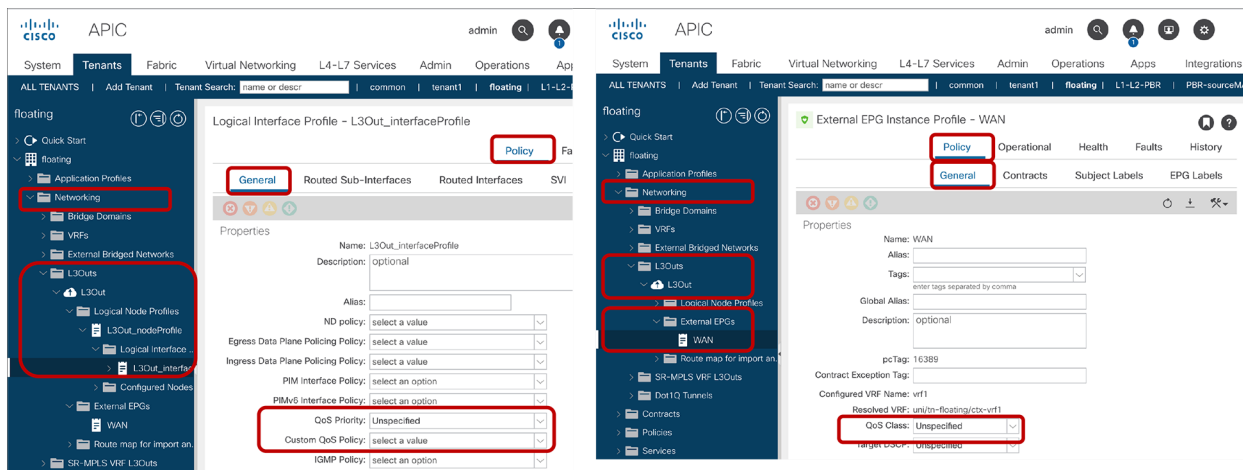 cisco
APIC
admin
1
System
Tenants
Fabric
Virtual Networking
L4-L7 Services
Admin
Operations
ALL TENANTS | Add Tenant | Tenant Search: name or descr | common | tenant1 | floating |
floating
Quick Start
floating
Application Profiles
Networking
Bridge Domains
VRFs
External Bridged Networks
L3Outs
L3Out
Logical Node Profiles
L3Out_nodeProfile
Logical Interface ..
L3Out_interfac
Configured Nodes
External EPGs
WAN
Route map for import an..
SR-MPLS VRF L3Outs
Logical Interface Profile - L3Out_interfaceProfile
Policy
Fa
General
Routed Sub-Interfaces
Routed Interfaces
SVI
Properties
Name: L3Out_interfaceProfile
Description: optional
Alias:
ND policy: select a value
Egress Data Plane Policing Policy: select a value
Ingress Data Plane Policing Policy: select a value
PIM Interface Policy: select an option
PIMv6 Interface Policy: select an option
QoS Priority: Unspecified
Custom QoS Policy: select a value
IGMP Policy: select an option
cisco
APIC
admin
1
System
Tenants
Fabric
Virtual Networking
L4-L7 Services
Admin
Operations
Apps
Integrations
ALL TENANTS | Add Tenant | Tenant Search: name or descr | common | tenant1 | floating | L1-L2-PBR |
floating
Quick Start
floating
Application Profiles
Networking
Bridge Domains
VRFs
External Bridged Networks
L3Outs
L3Out
Logical Node Profiles
External EPGs
WAN
Route map for import an..
SR-MPLS VRF L3Outs
Dot1Q Tunnels
Contracts
Policies
Services
External EPG Instance Profile - WAN
Policy
Operational
Health
Faults
History
General
Contracts
Subject Labels
EPG Labels
Properties
Name: WAN
Alias:
Tags:
enter tags separated by comma
Global Alias:
Description: optional
pcTag: 16389
Contract Exception Tag:
Configured VRF Name: vrf1
Resolved VRF: uni/tn-floating/ctx-vrf1
QoS Class: Unspecified
Target DSCP: Unspecified